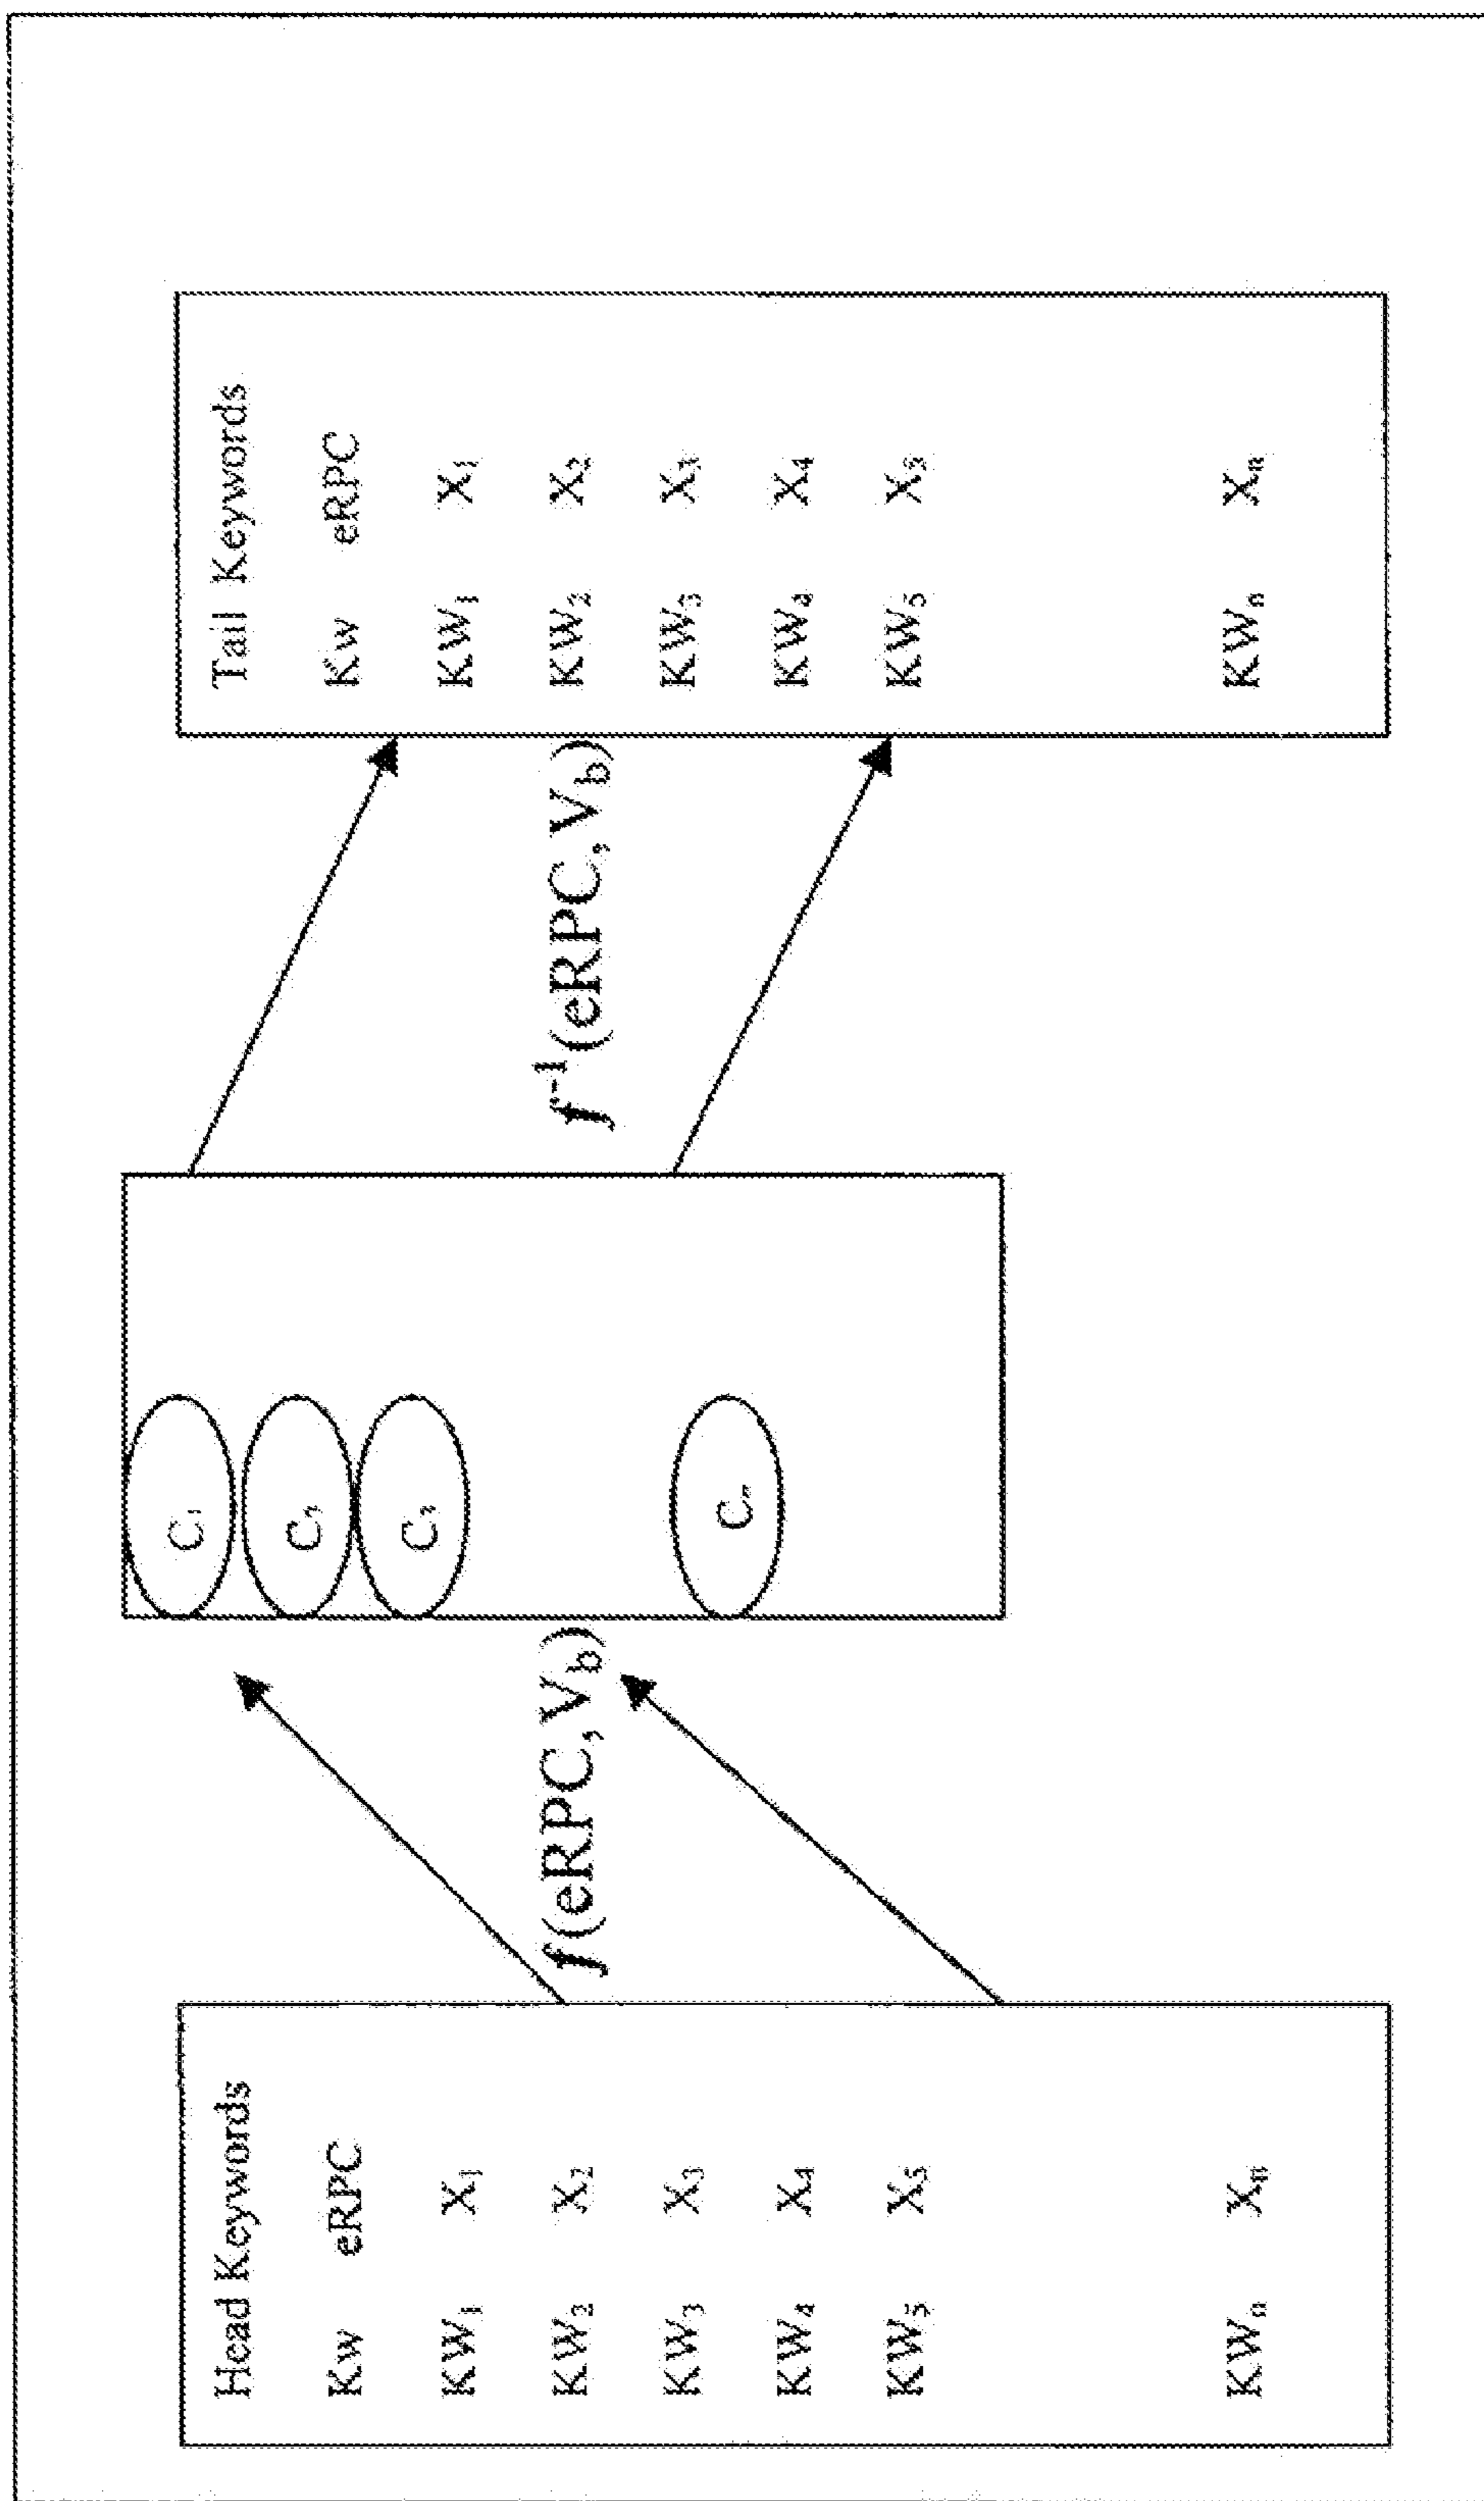 Head Keywords
Kw eRPC
KW₁ X₁
KW₂ X₂
KW₃ X₃
KW₄ X₄
KW₅ X₅
KWₙ Xₙ
f(eRPC,V_b)
C₁
C₂
C₃
Cₙ
f⁻¹(eRPC,V_b)
Tail Keywords
Kw eRPC
KW₁ X₁
KW₂ X₂
KW₃ X₃
KW₄ X₄
KW₅ X₅
KWₙ Xₙ